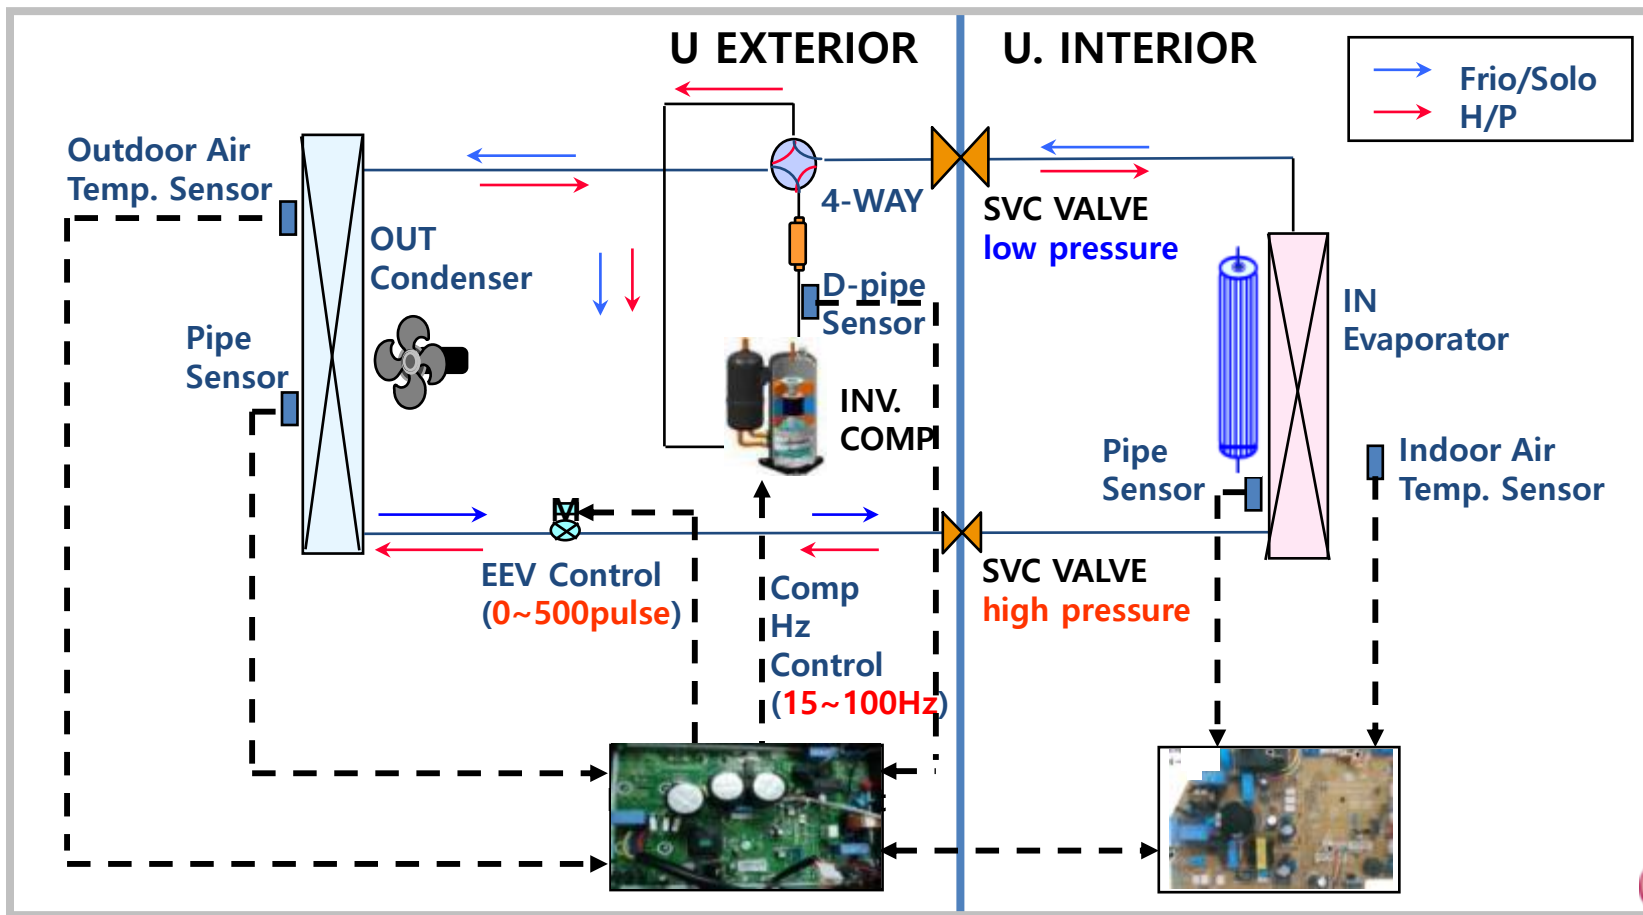 U EXTERIOR
U. INTERIOR
Frio/Solo
H/P
Outdoor Air
Temp. Sensor
OUT
Condenser
Pipe
Sensor
4-WAY
D-pipe
Sensor
INV.
COMP
SVC VALVE
low pressure
IN
Evaporator
Pipe
Sensor
Indoor Air
Temp. Sensor
M
EEV Control
(0~500pulse)
Comp
Hz
Control
(15~100Hz)
SVC VALVE
high pressure